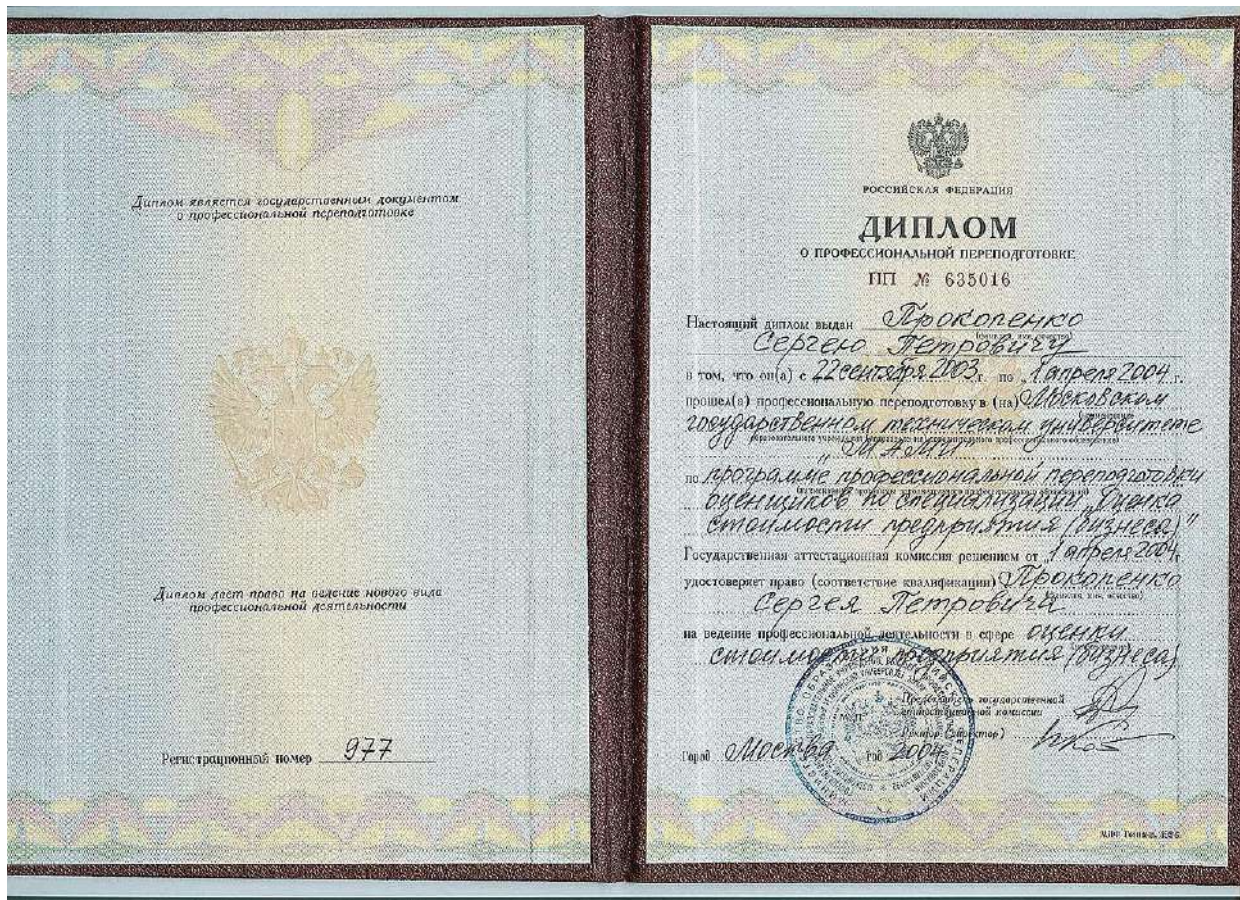 Диплом является государственным документом
о профессиональной переподготовке
Диплом дает право на ведение нового вида
профессиональной деятельности
Регистрационный номер 977
РОССИЙСКАЯ ФЕДЕРАЦИЯ
ДИПЛОМ
О ПРОФЕССИОНАЛЬНОЙ ПЕРЕПОДГОТОВКЕ
ПП № 635016
Настоящий диплом выдан Прокопенко
Сергею Петровичу
в том, что он(а) с 22 сентября 2003 г. по 1 апреля 2004 г.
прошел(а) профессиональную переподготовку в (на) Московском
государственном техническом университете
"МАМИ"
по программе профессиональной переподготовки
оценщиков по специализации „Оценка
стоимости предприятия (бизнеса)"
Государственная аттестационная комиссия решением от 1 апреля 2004 г.
удостоверяет право (соответствие квалификации) Прокопенко
(фамилия, имя, отчество)
Сергея Петровича
на ведение профессиональной деятельности в сфере оценки
стоимости предприятия (бизнеса)
Председатель государственной
аттестационной комиссии
Ректор (директор)
Город Москва год 2004